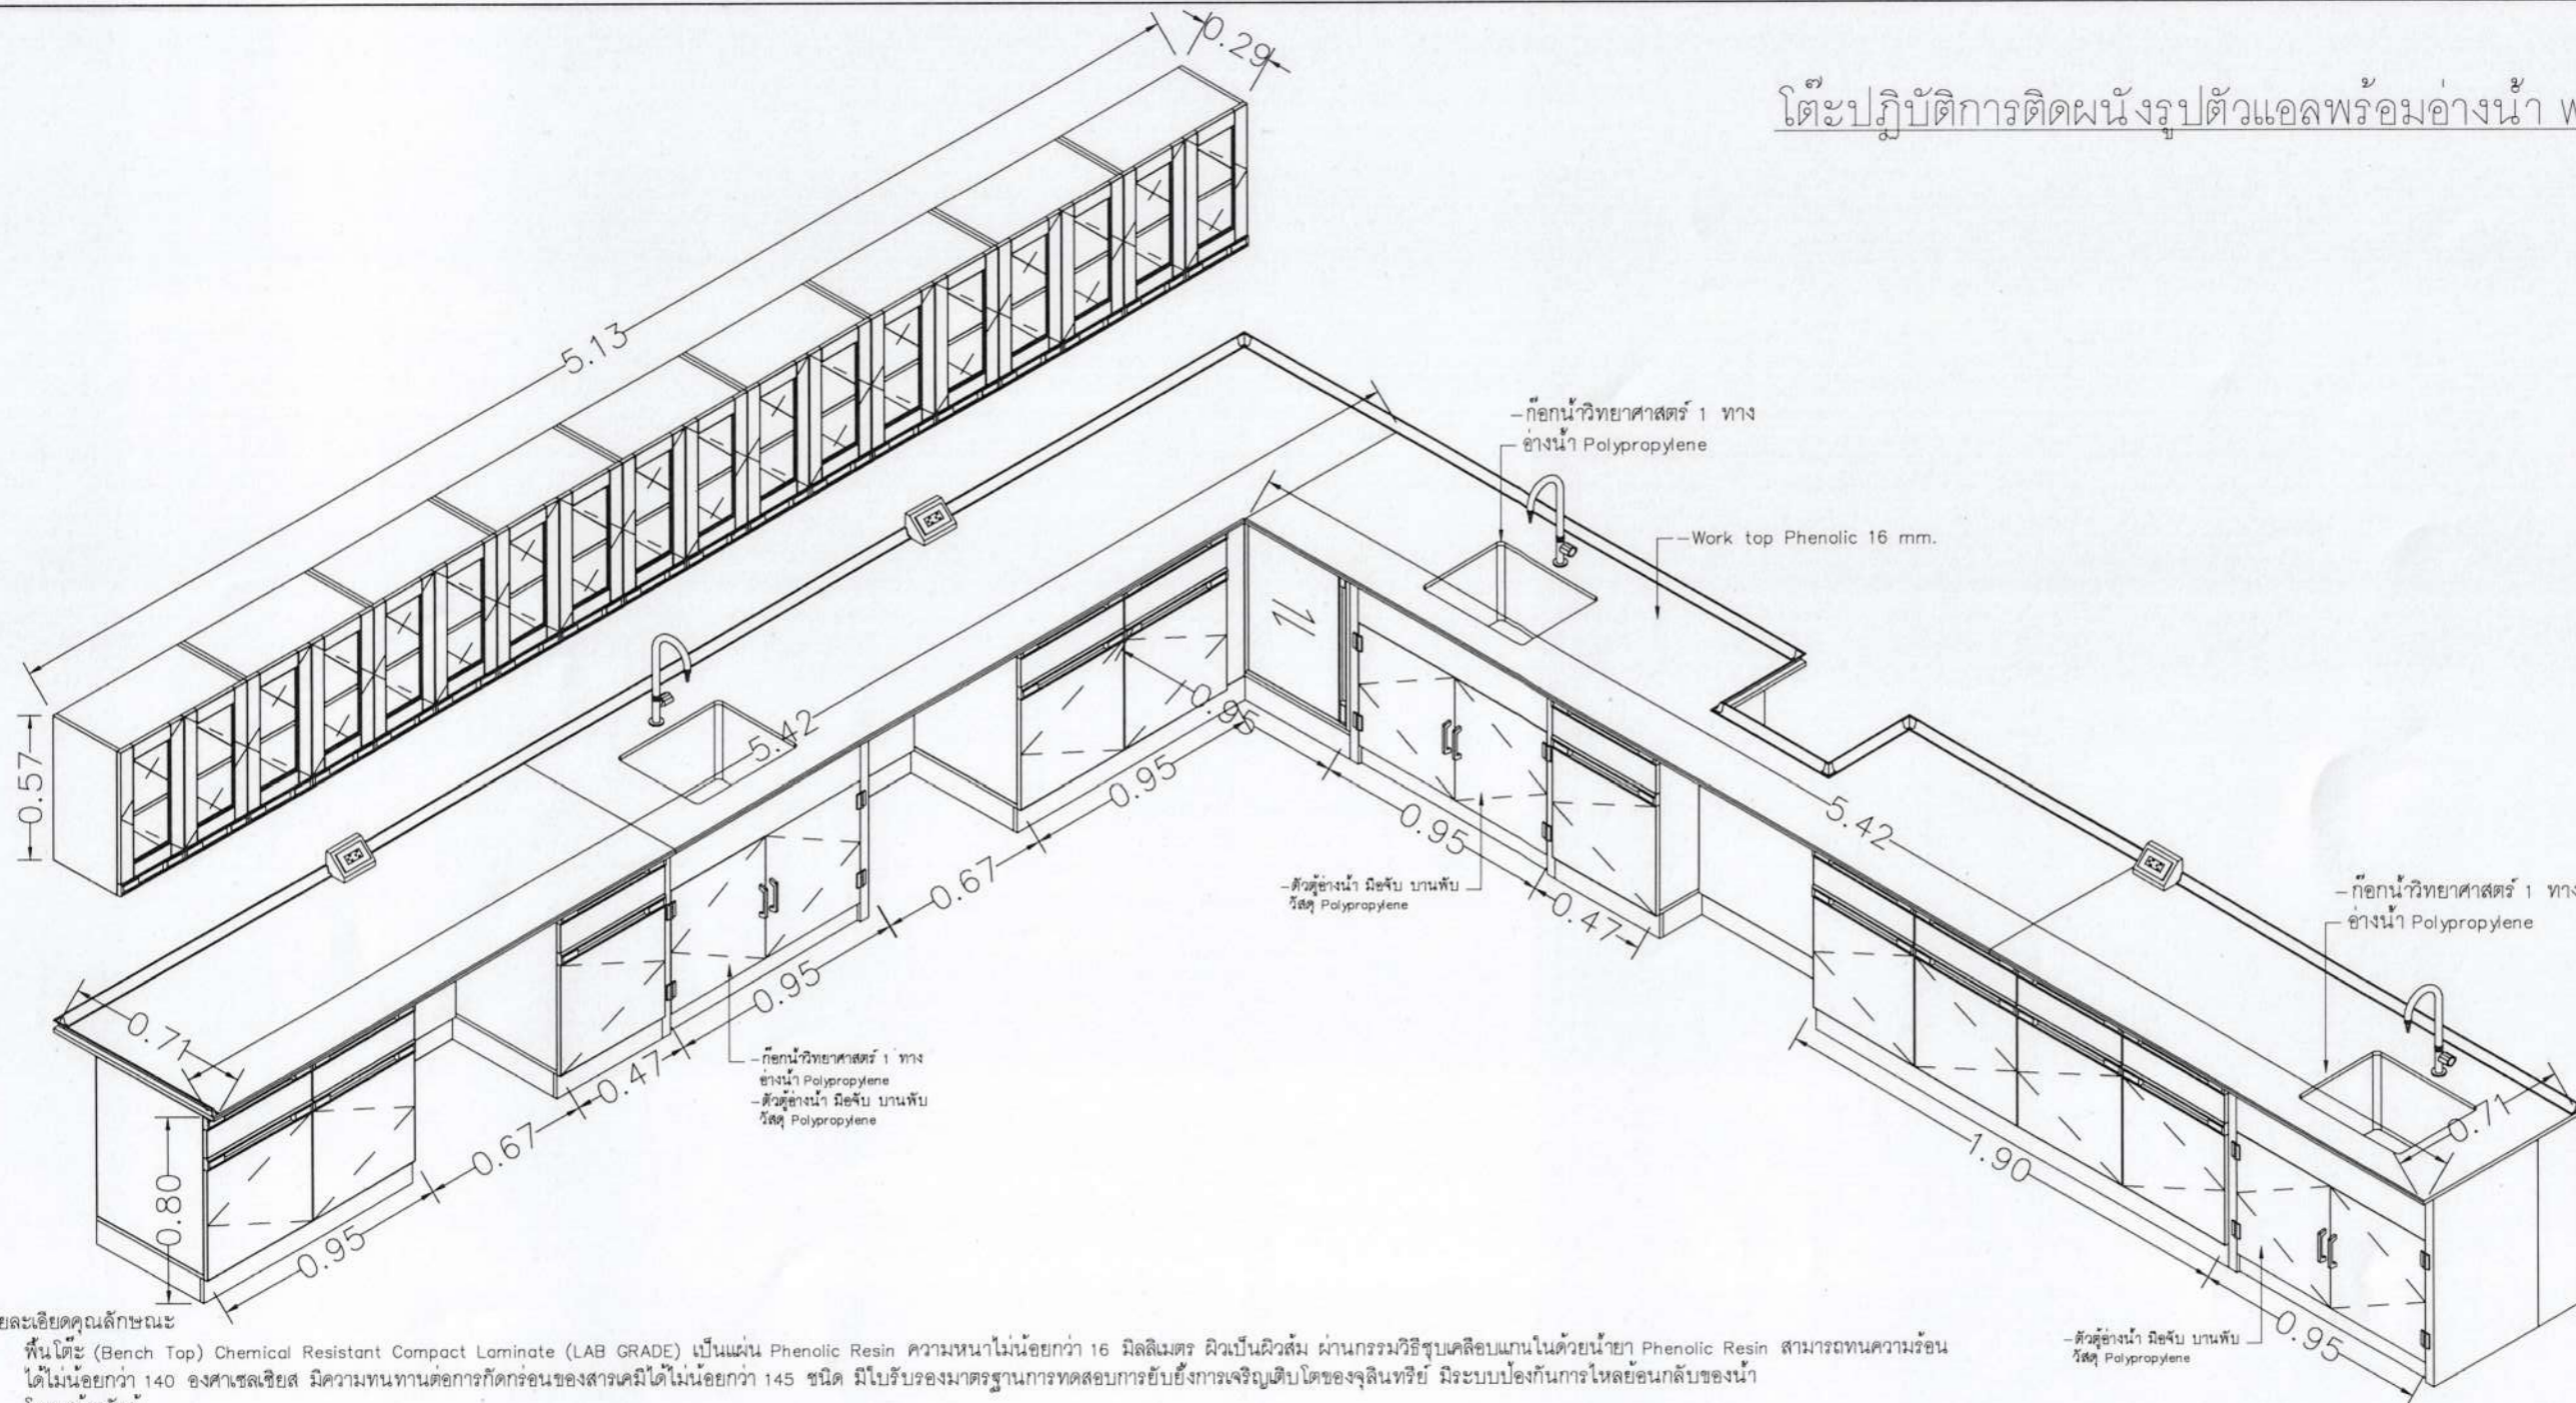 0.29
โต๊ะปฏิบัติการติดผนังรูปตัวแอลพร้อมอ่างน้ำ
5.13
-ก๊อกน้ำวิทยาศาสตร์ 1 ทาง
อ่างน้ำ Polypropylene
-Work top Phenolic 16 mm.
0.57
5.42
0.95
0.95
0.95
0.67
5.42
-ตัวตู้อ่างน้ำ มือจับ บานพับ
วัสดุ Polypropylene
0.47
-ก๊อกน้ำวิทยาศาสตร์ 1 ทาง
อ่างน้ำ Polypropylene
0.71
0.95
0.47
-ก๊อกน้ำวิทยาศาสตร์ 1 ทาง
อ่างน้ำ Polypropylene
-ตัวตู้อ่างน้ำ มือจับ บานพับ
วัสดุ Polypropylene
0.67
0.80
0.95
0.71
1.90
0.95
-ตัวตู้อ่างน้ำ มือจับ บานพับ
วัสดุ Polypropylene
ยละเอียดคุณลักษณะ
พื้นโต๊ะ (Bench Top) Chemical Resistant Compact Laminate (LAB GRADE) เป็นแผ่น Phenolic Resin ความหนาไม่น้อยกว่า 16 มิลลิเมตร ผิวเป็นผิวส้ม ผ่านกรรมวิธีชุบเคลือบแกนในด้วยน้ำยา Phenolic Resin สามารถทนความร้อน
ได้ไม่น้อยกว่า 140 องศาเซลเซียส มีความทนทานต่อการกัดกร่อนของสารเคมีได้ไม่น้อยกว่า 145 ชนิด มีใบรับรองมาตรฐานการทดสอบการยับยั้งการเจริญเติบโตของจุลินทรีย์ มีระบบป้องกันการไหลย้อนกลับของน้ำ